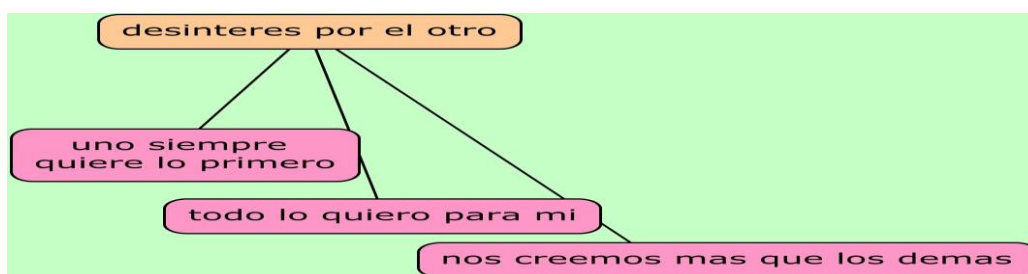 desinteres por el otro
uno siempre
quiere lo primero
todo lo quiero para mi
nos creemos mas que los demas